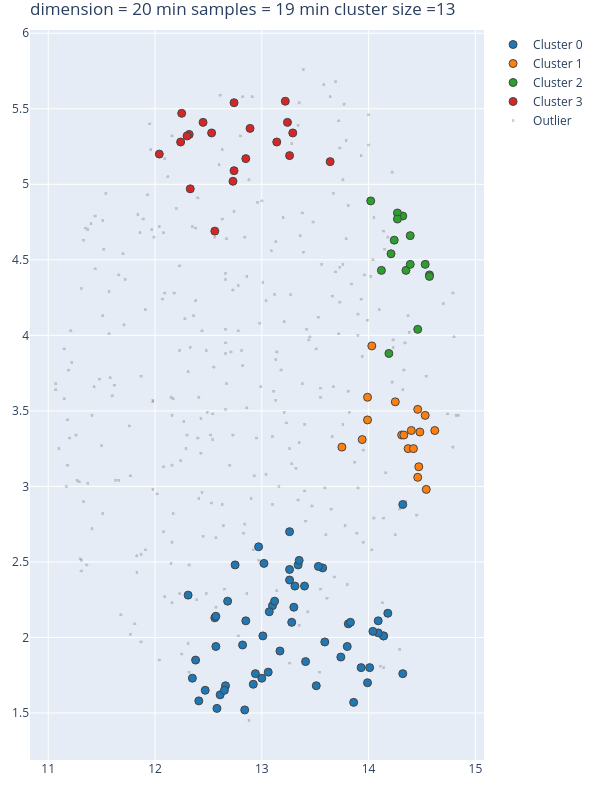 dimension = 20 min samples = 19 min cluster size =13
6
5.5
5
4.5
4
3.5
3
2.5
2
1.5
11
12
13
14
15
Cluster 0
Cluster 1
Cluster 2
Cluster 3
Outlier